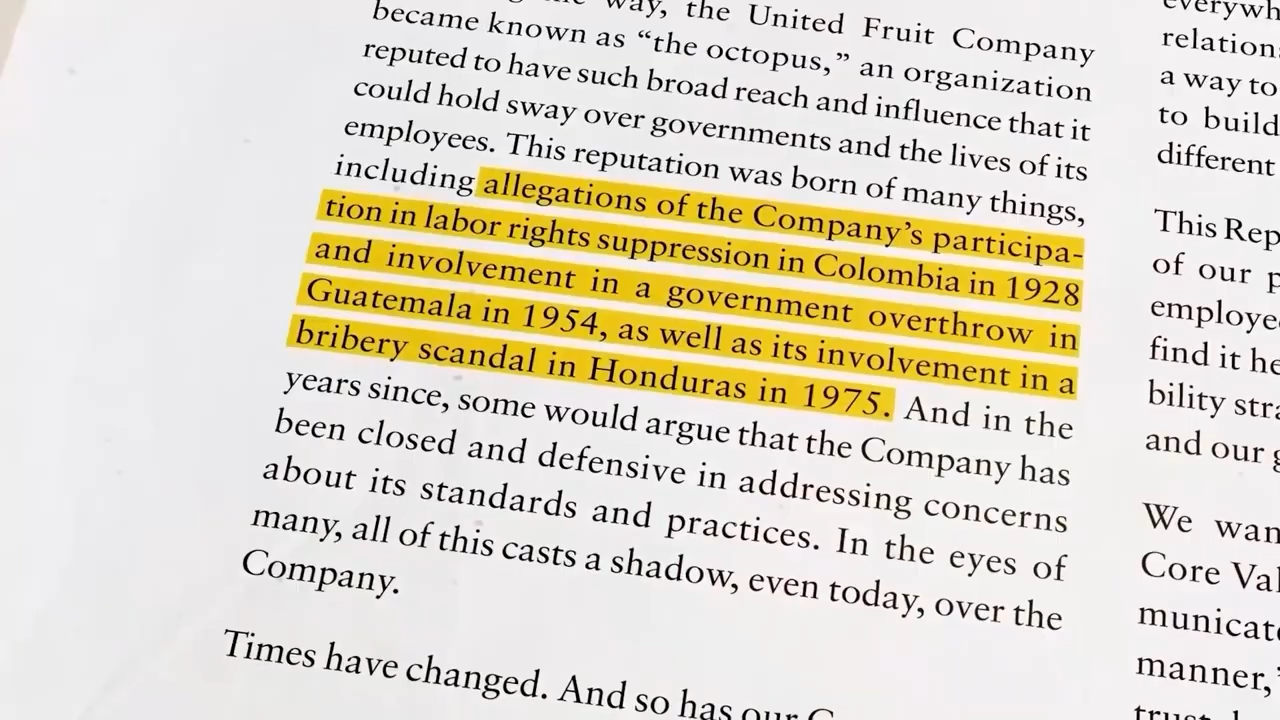 way, the United Fruit Company
became known as “the octopus,” an organization
reputed to have such broad reach and influence that it
could hold sway over governments and the lives of its
employees. This reputation was born of many things,
including allegations of the Company’s participa-
tion in labor rights suppression in Colombia in 1928
and involvement in a government overthrow in
Guatemala in 1954, as well as its involvement in a
bribery scandal in Honduras in 1975. And in the
years since, some would argue that the Company has
been closed and defensive in addressing concerns
about its standards and practices. In the eyes of
many, all of this casts a shadow, even today, over the
Company.
Times have changed. And so has our
a way to
to build
different
This Rep
of our p
employe
find it he
bility stra
and our g
We wan
Core Val
municate
manner,”